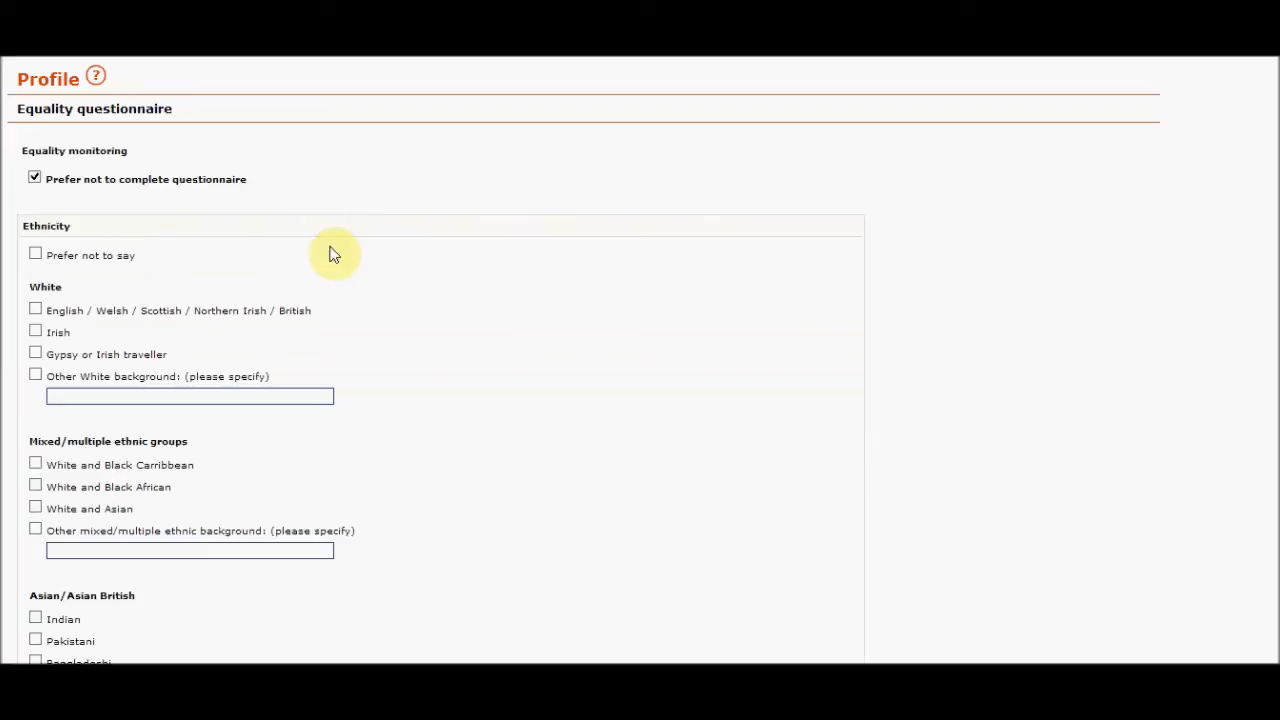 Profile ?
Equality questionnaire
Equality monitoring
Prefer not to complete questionnaire
Ethnicity
Prefer not to say
White
English / Welsh / Scottish / Northern Irish / British
Irish
Gypsy or Irish traveller
Other White background: (please specify)
Mixed/multiple ethnic groups
White and Black Carribbean
White and Black African
White and Asian
Other mixed/multiple ethnic background: (please specify)
Asian/Asian British
Indian
Pakistani
Bangladeshi